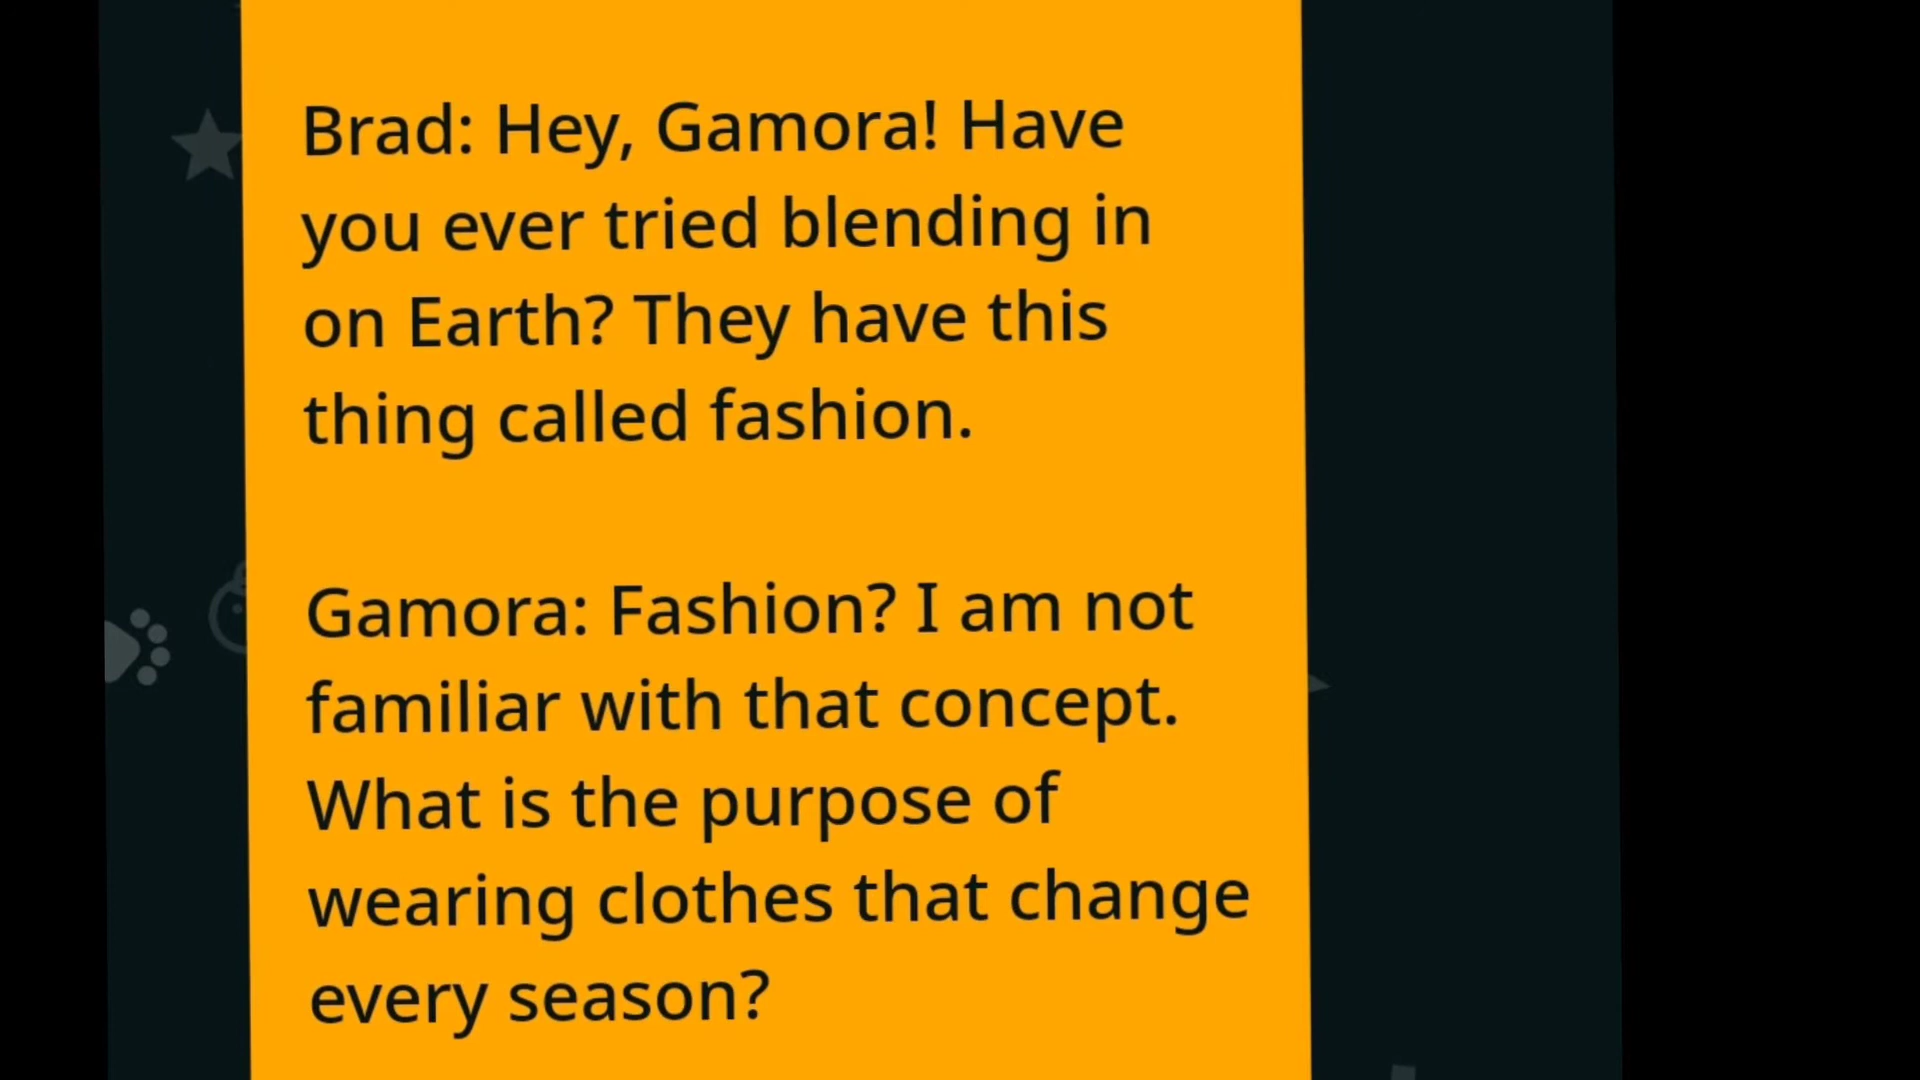 Brad: Hey, Gamora! Have
you ever tried blending in
on Earth? They have this
thing called fashion.
Gamora: Fashion? I am not
familiar with that concept.
What is the purpose of
wearing clothes that change
every season?